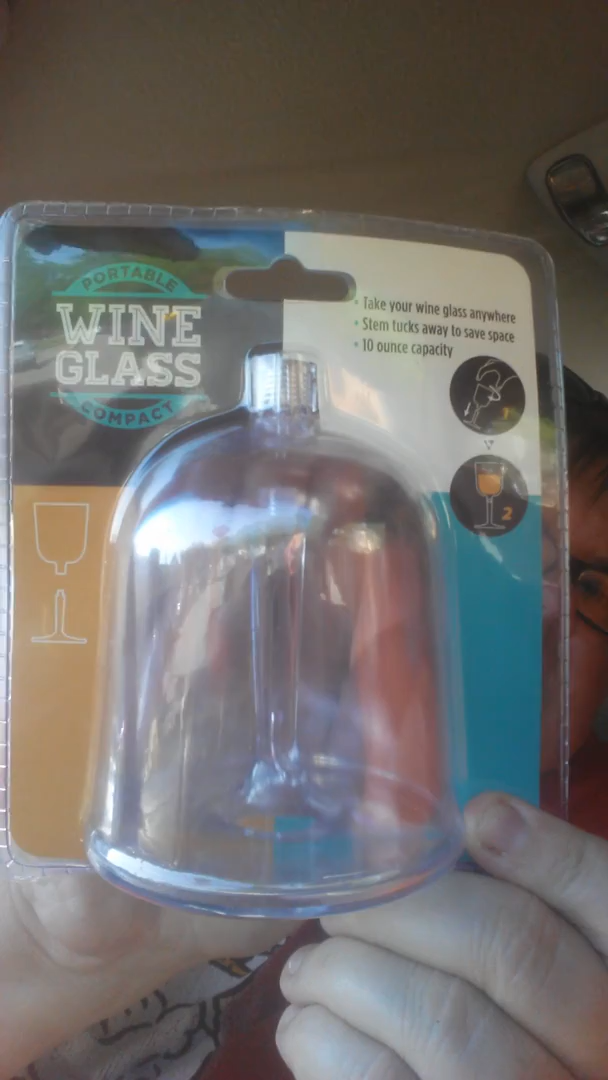 PORTABLE
WINE
GLASS
COMPACT
• Take your wine glass anywhere
• Stem tucks away to save space
• 10 ounce capacity
1
2